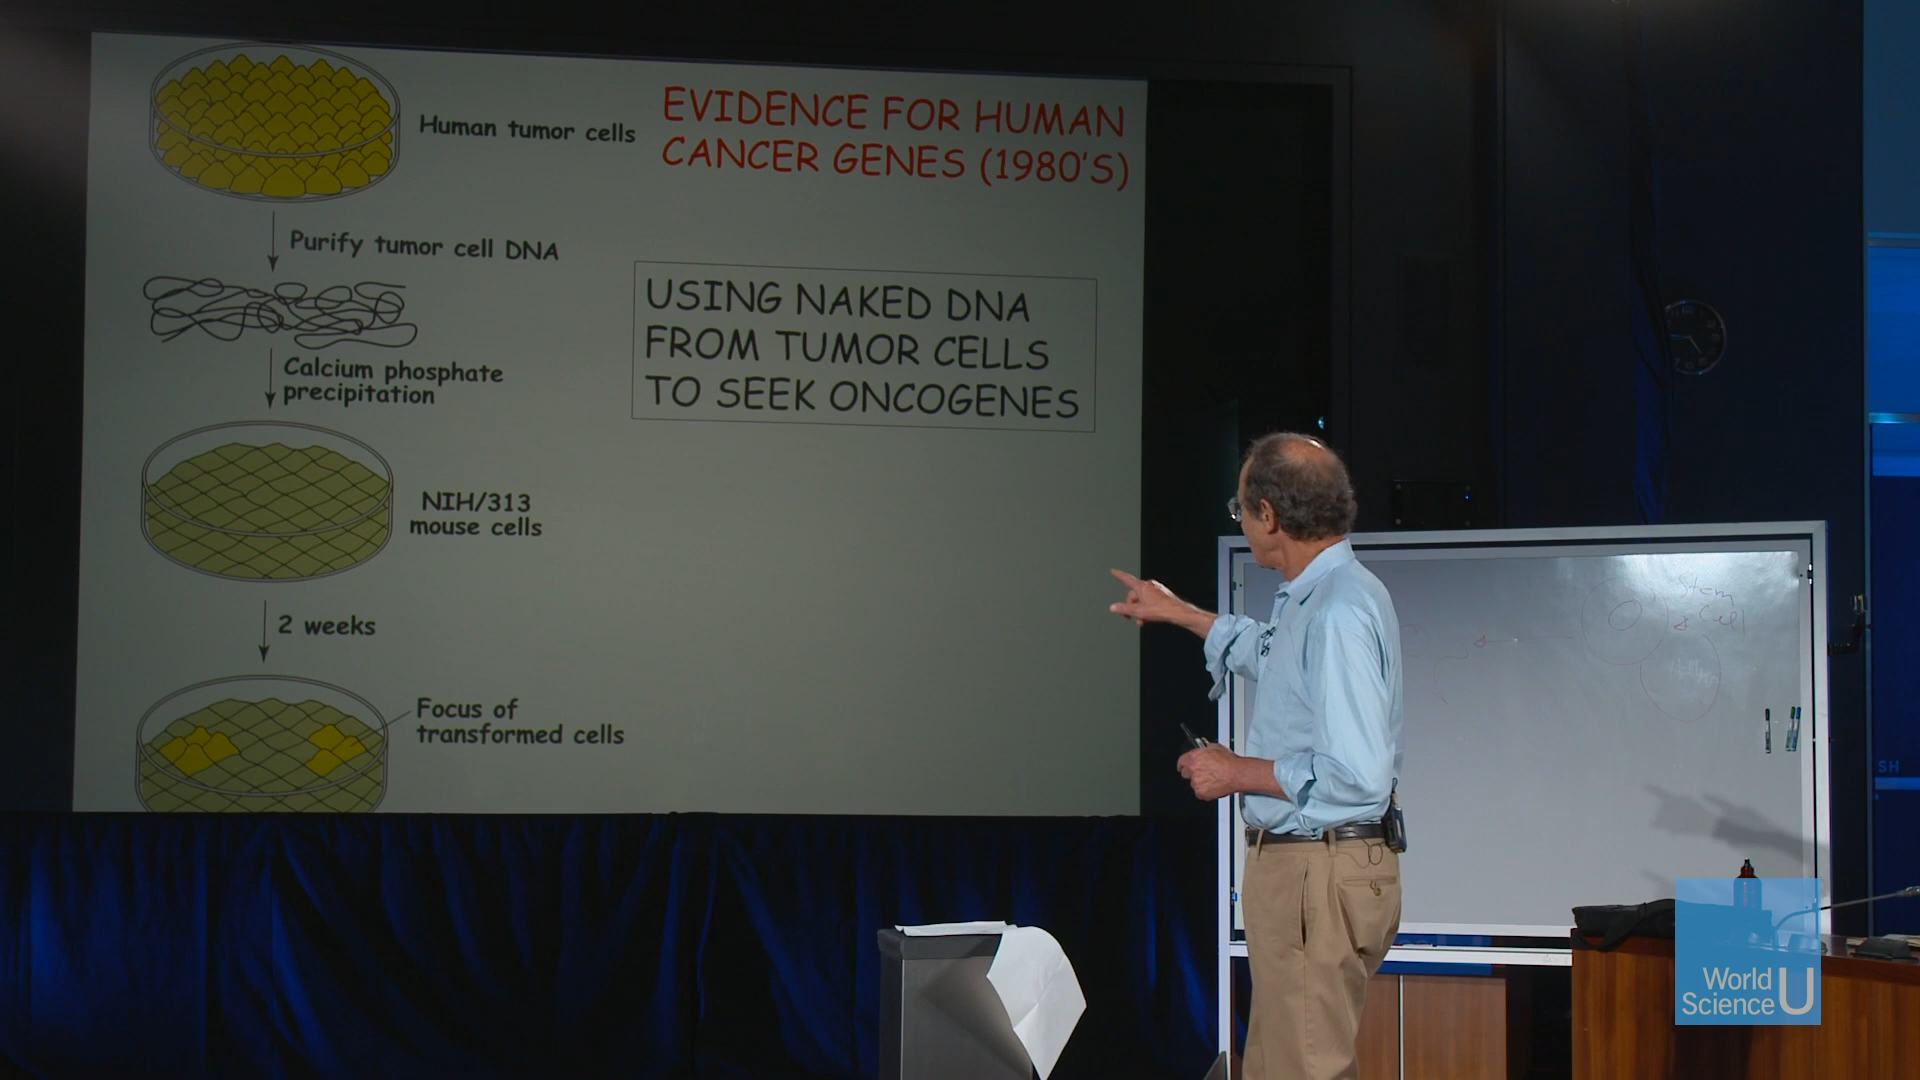 Human tumor cells
EVIDENCE FOR HUMAN
CANCER GENES (1980'S)
Purify tumor cell DNA
USING NAKED DNA
FROM TUMOR CELLS
TO SEEK ONCOGENES
Calcium phosphate
precipitation
NIH/313
mouse cells
2 weeks
Focus of
transformed cells
Stem
Cell
SH
World
Science U